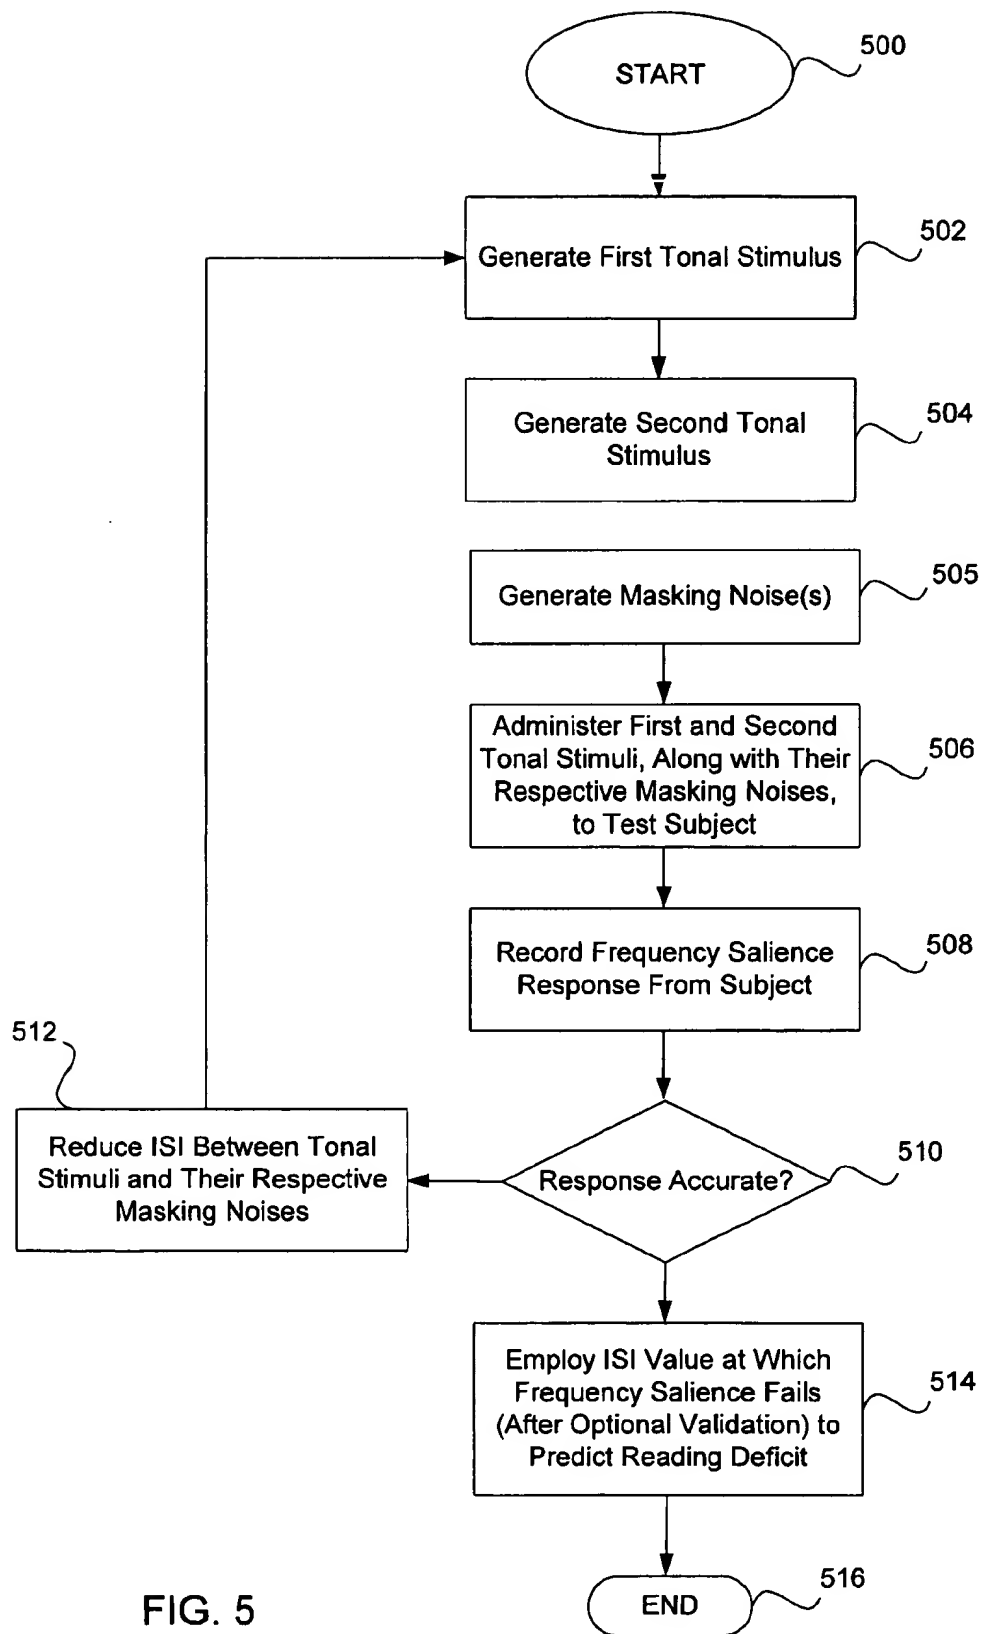 START
500
Generate First Tonal Stimulus
502
Generate Second Tonal
Stimulus
504
Generate Masking Noise(s)
505
Administer First and Second
Tonal Stimuli, Along with Their
Respective Masking Noises,
to Test Subject
506
Record Frequency Salience
Response From Subject
508
512
Reduce ISI Between Tonal
Stimuli and Their Respective
Masking Noises
Response Accurate?
510
Employ ISI Value at Which
Frequency Salience Fails
(After Optional Validation) to
Predict Reading Deficit
514
END
516
FIG. 5